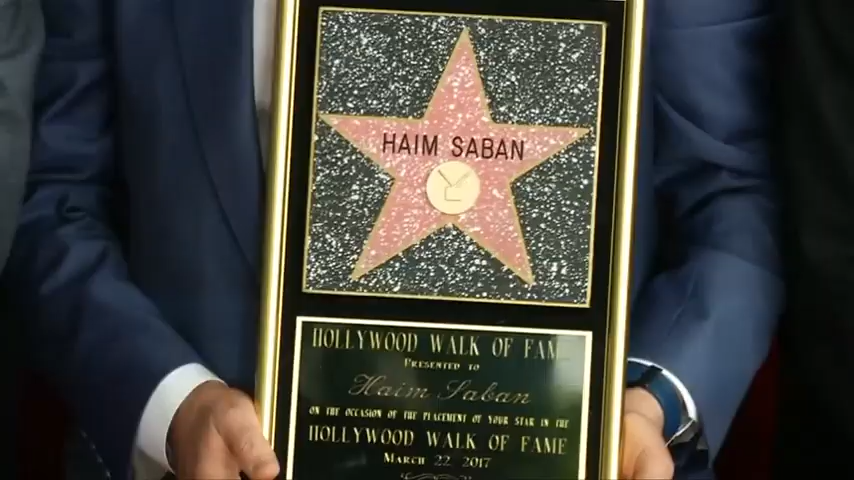 HAIM SABAN
HOLLYWOOD WALK OF FAME
PRESENTED TO
Haim Saban
ON THE OCCASION OF THE PLACEMENT OF YOUR STAR IN THE
HOLLYWOOD WALK OF FAME
MARCH 22, 2017